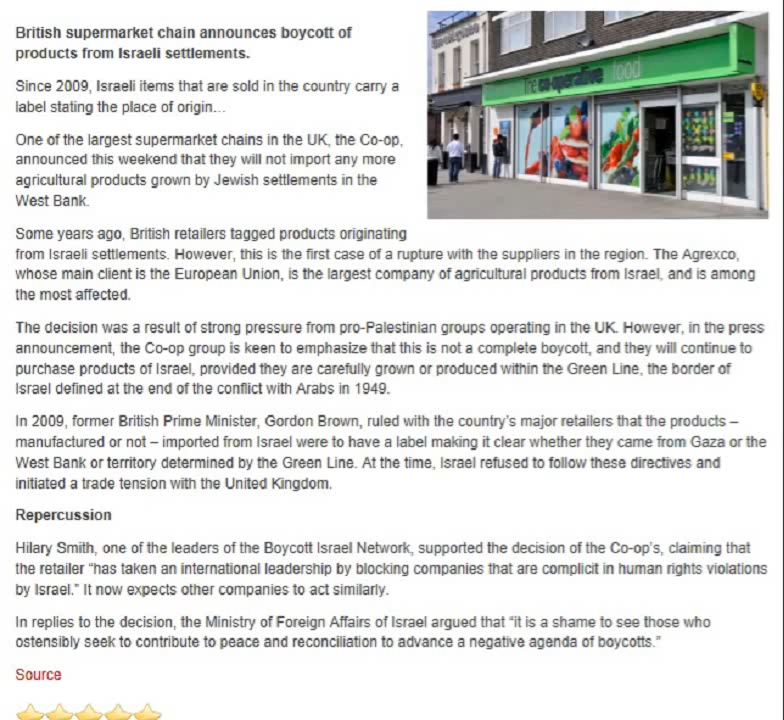 British supermarket chain announces boycott of
products from Israeli settlements.
Since 2009, Israeli items that are sold in the country carry a
label stating the place of origin...
the co-operative food
One of the largest supermarket chains in the UK, the Co-op,
announced this weekend that they will not import any more
agricultural products grown by Jewish settlements in the
West Bank.
Some years ago, British retailers tagged products originating
from Israeli settlements. However, this is the first case of a rupture with the suppliers in the region. The Agrexco,
whose main client is the European Union, is the largest company of agricultural products from Israel, and is among
the most affected.
The decision was a result of strong pressure from pro-Palestinian groups operating in the UK. However, in the press
announcement, the Co-op group is keen to emphasize that this is not a complete boycott, and they will continue to
purchase products of Israel, provided they are carefully grown or produced within the Green Line, the border of
Israel defined at the end of the conflict with Arabs in 1949.
In 2009, former British Prime Minister, Gordon Brown, ruled with the country's major retailers that the products –
manufactured or not – imported from Israel were to have a label making it clear whether they came from Gaza or the
West Bank or territory determined by the Green Line. At the time, Israel refused to follow these directives and
initiated a trade tension with the United Kingdom.
Repercussion
Hilary Smith, one of the leaders of the Boycott Israel Network, supported the decision of the Co-op's, claiming that
the retailer "has taken an international leadership by blocking companies that are complicit in human rights violations
by Israel." It now expects other companies to act similarly.
In replies to the decision, the Ministry of Foreign Affairs of Israel argued that "it is a shame to see those who
ostensibly seek to contribute to peace and reconciliation to advance a negative agenda of boycotts."
Source